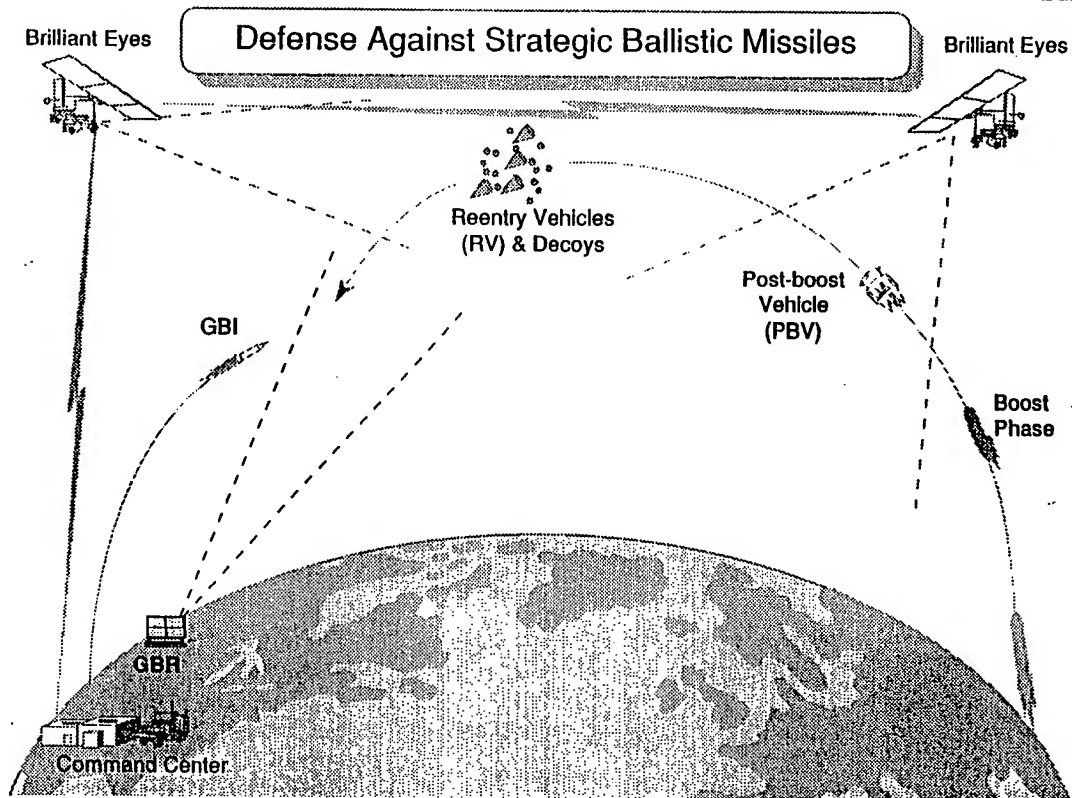 Defense Against Strategic Ballistic Missiles
Brilliant Eyes
Brilliant Eyes
Reentry Vehicles
(RV) & Decoys
Post-boost
Vehicle
(PBV)
GBI
Boost
Phase
GBR
Command Center